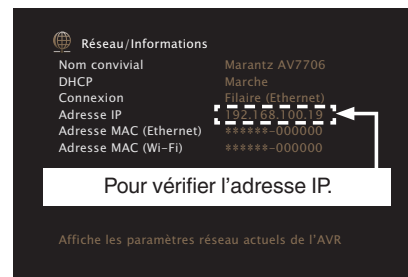 Réseau/Informations
Nom convivial Marantz AV7706
DHCP Marche
Connexion Filaire (Ethernet)
Adresse IP 192.168.100.19
Adresse MAC (Ethernet) ******-000000
Adresse MAC (Wi-Fi) ******-000000
Pour vérifier l’adresse IP.
Affiche les paramètres réseau actuels de l’AVR